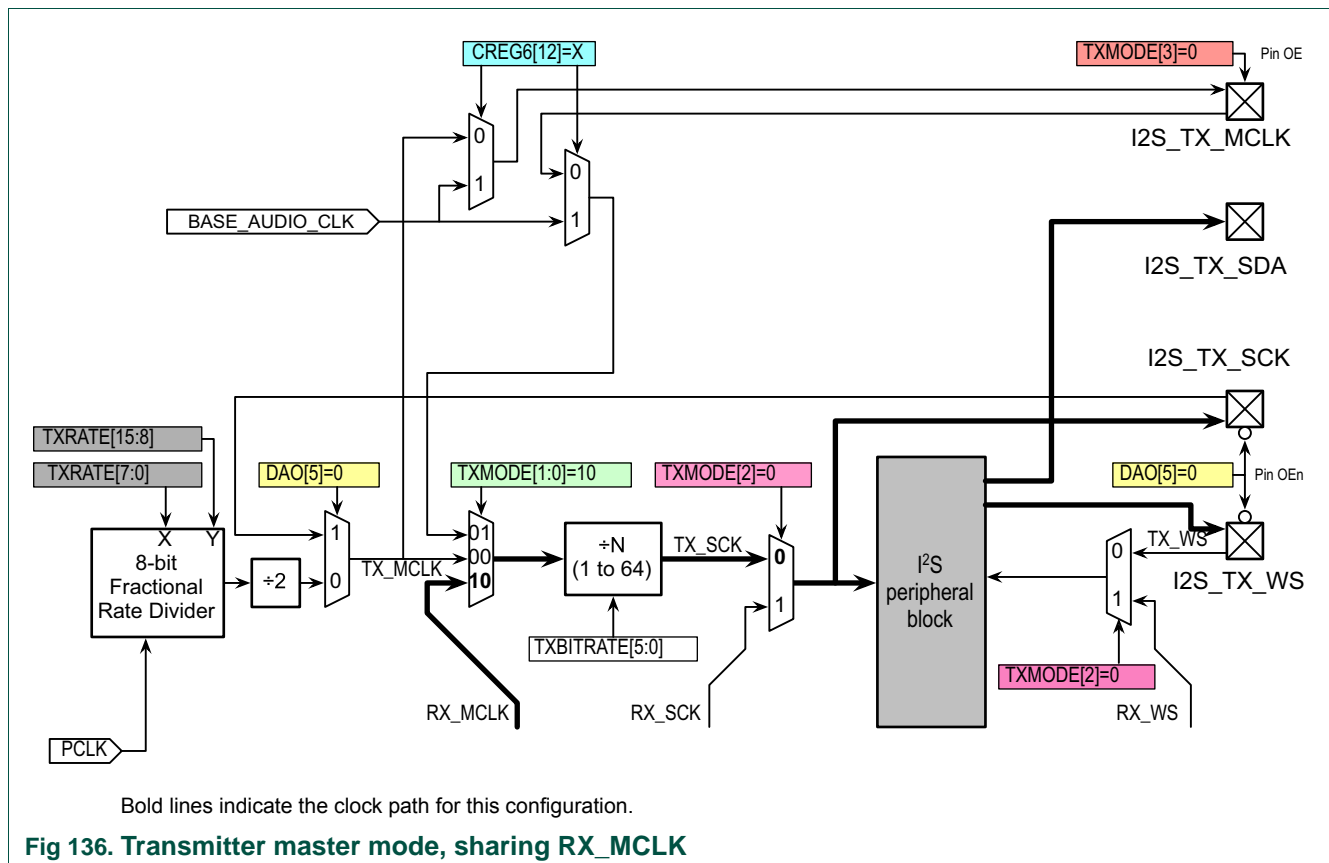 CREG6[12]=X
TXMODE[3]=0
Pin OE
0
1
0
1
I2S_TX_MCLK
BASE_AUDIO_CLK
I2S_TX_SDA
I2S_TX_SCK
TXRATE[15:8]
TXRATE[7:0]
DAO[5]=0
TXMODE[1:0]=10
TXMODE[2]=0
DAO[5]=0
Pin OEn
X
Y
8-bit
Fractional
Rate Divider
÷2
1
0
TX_MCLK
01
00
10
÷N
(1 to 64)
TX_SCK
0
1
I²S
peripheral
block
0
1
TX_WS
I2S_TX_WS
TXBITRATE[5:0]
TXMODE[2]=0
RX_MCLK
RX_SCK
RX_WS
PCLK
Bold lines indicate the clock path for this configuration.
Fig 136. Transmitter master mode, sharing RX_MCLK